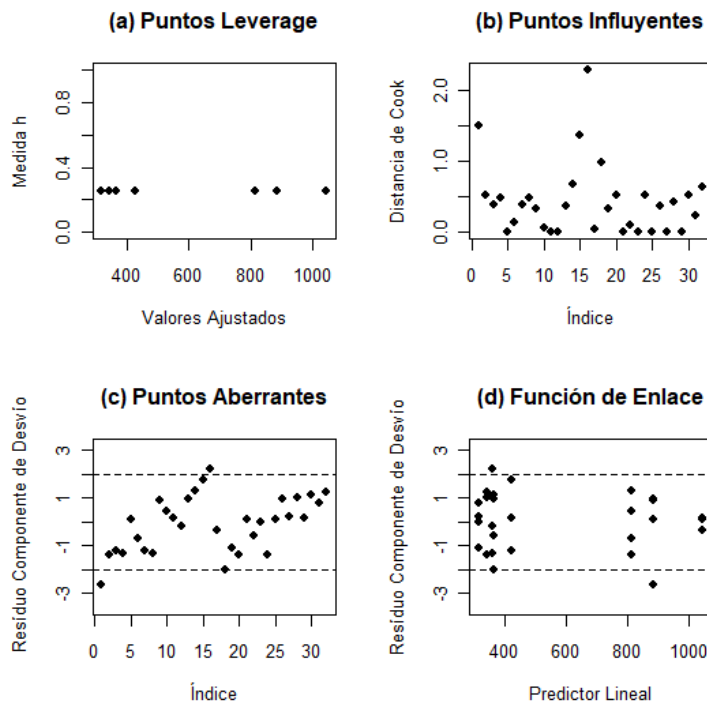 (a) Puntos Leverage
Medida h
0.0 0.4 0.8
400 600 800 1000
Valores Ajustados
(b) Puntos Influyentes
Distancia de Cook
0.0 1.0 2.0
0 5 10 15 20 25 30
Índice
(c) Puntos Aberrantes
Resíduo Componente de Desvío
-3 -1 1 3
0 5 10 15 20 25 30
Índice
(d) Función de Enlace
Resíduo Componente de Desvío
-3 -1 1 3
400 600 800 1000
Predictor Lineal